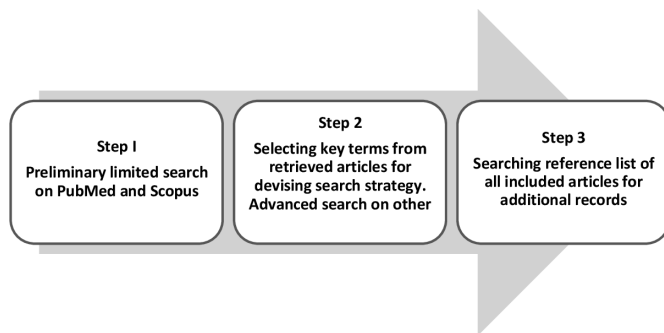 Step I
Preliminary limited search
on PubMed and Scopus
Step 2
Selecting key terms from
retrieved articles for
devising search strategy.
Advanced search on other
Step 3
Searching reference list of
all included articles for
additional records